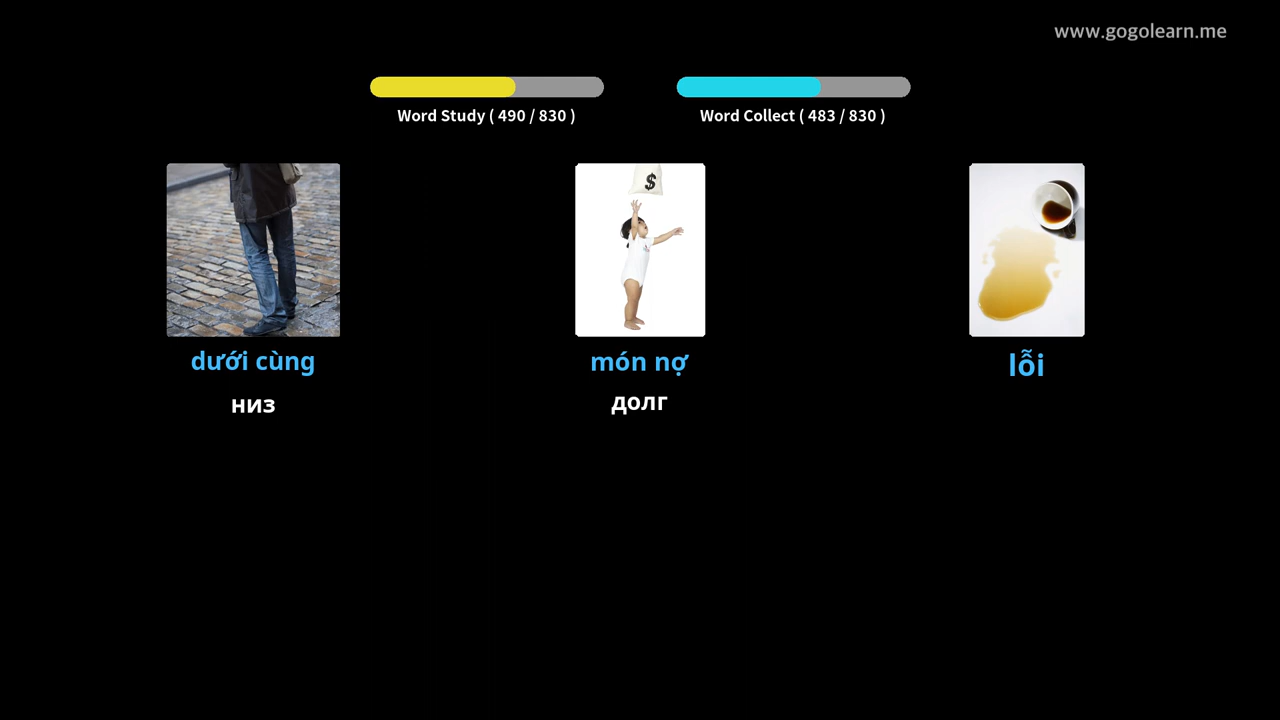 www.gogolearn.me
Word Study ( 490 / 830 )
Word Collect ( 483 / 830 )
$
dưới cùng
món nợ
lỗi
низ
долг